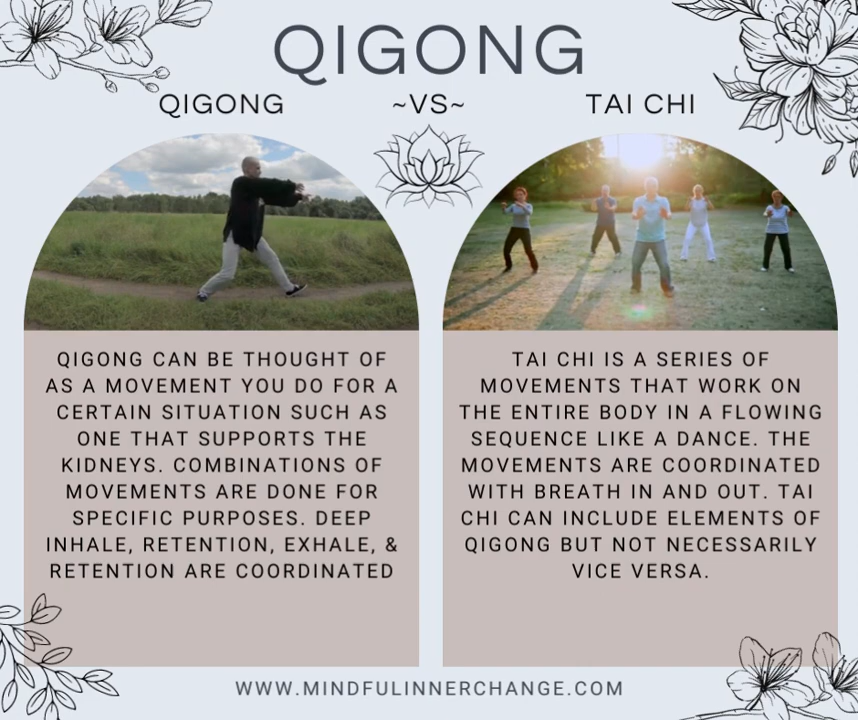 QIGONG
QIGONG ~VS~ TAI CHI
QIGONG CAN BE THOUGHT OF
AS A MOVEMENT YOU DO FOR A
CERTAIN SITUATION SUCH AS
ONE THAT SUPPORTS THE
KIDNEYS. COMBINATIONS OF
MOVEMENTS ARE DONE FOR
SPECIFIC PURPOSES. DEEP
INHALE, RETENTION, EXHALE, &
RETENTION ARE COORDINATED
TAI CHI IS A SERIES OF
MOVEMENTS THAT WORK ON
THE ENTIRE BODY IN A FLOWING
SEQUENCE LIKE A DANCE. THE
MOVEMENTS ARE COORDINATED
WITH BREATH IN AND OUT. TAI
CHI CAN INCLUDE ELEMENTS OF
QIGONG BUT NOT NECESSARILY
VICE VERSA.
WWW.MINDFULINNERCHANGE.COM